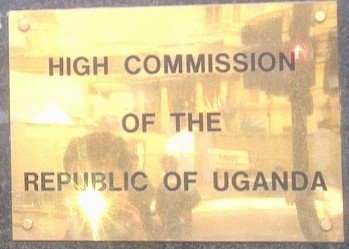 HIGH COMMISSION
OF THE
REPUBLIC OF UGANDA